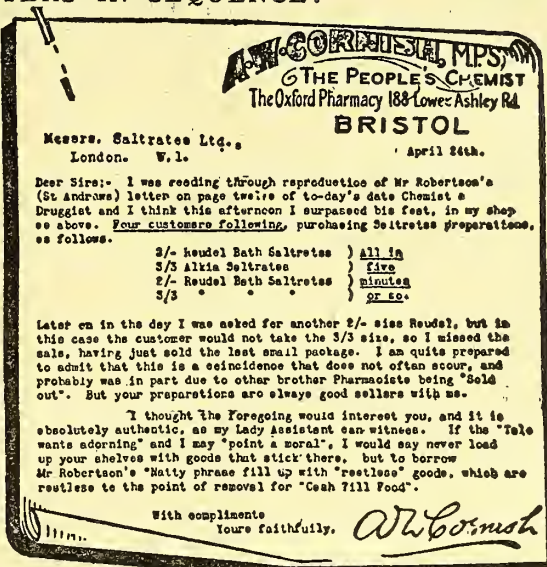 IN SEQUENCE.
A.W. CORNISH, MPS,
THE PEOPLE'S CHEMIST
The Oxford Pharmacy 188 Lower Ashley Rd
BRISTOL
Messrs. Saltrates Ltd.,
London. W.1.
April 24th.
Dear Sirs:- I was reading through reproduction of Mr Robertson's
(St Andrews) letter on page twelve of to-day's date Chemist &
Druggist and I think this afternoon I surpassed his feat, in my shop
as above. Four customers following, purchasing Saltrates preparations,
as follows.
2/- Reudel Bath Saltrates ) All in
3/3 Alkia Saltrates ) five
2/- Reudel Bath Saltrates ) minutes
3/3 " " " ) or so.
Later on in the day I was asked for another 2/- size Reudel, but in
this case the customer would not take the 3/3 size, so I missed the
sale, having just sold the last small package. I am quite prepared
to admit that this is a coincidence that does not often occur, and
probably was in part due to other brother Pharmacists being "Sold
out". But your preparations are always good sellers with me.
I thought the foregoing would interest you, and it is
absolutely authentic, as my Lady Assistant can witness. If the "Tale
wants adorning" and I may "point a moral", I would say never load
up your shelves with goods that stick there, but to borrow
Mr Robertson's "Natty phrase fill up with "restless" goods, which are
restless to the point of removal for "Cash Till Food".
With compliments
Yours faithfully.
A W Cornish